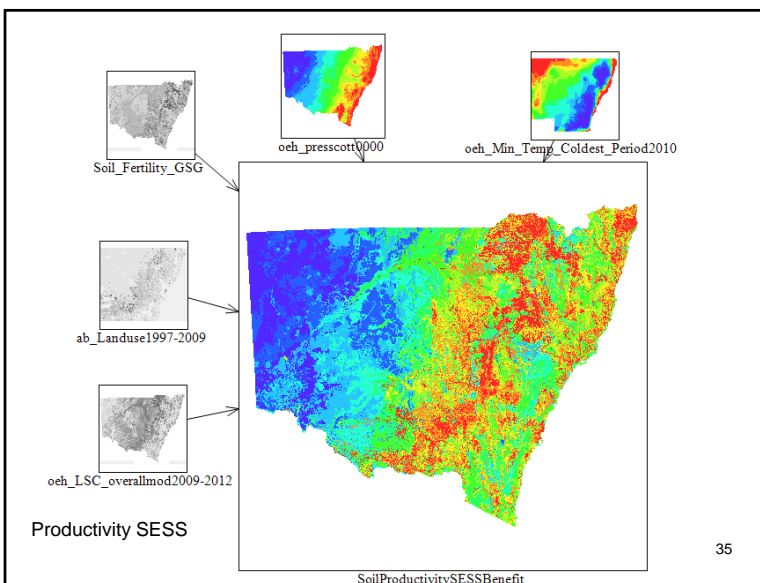 oeh_presscott0000
oeh_Min_Temp_Coldest_Period2010
Soil_Fertility_GSG
ab_Landuse1997-2009
oeh_LSC_overallmod2009-2012
Productivity SESS
35
SoilProductivitySESSBenefit